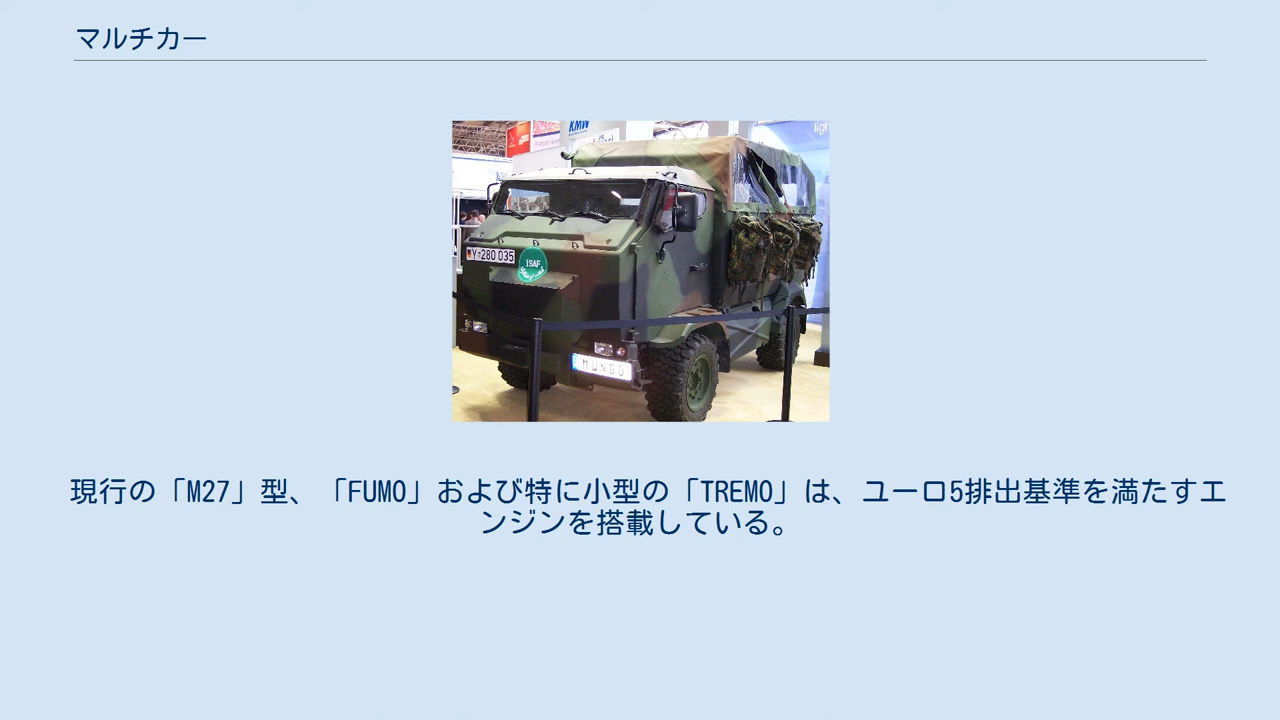 マルチカー
KMW
ligh
Y-280 035
ISAF
MUNGO
現行の「M27」型、「FUMO」および特に小型の「TREMO」は、ユーロ5排出基準を満たすエ
ンジンを搭載している。